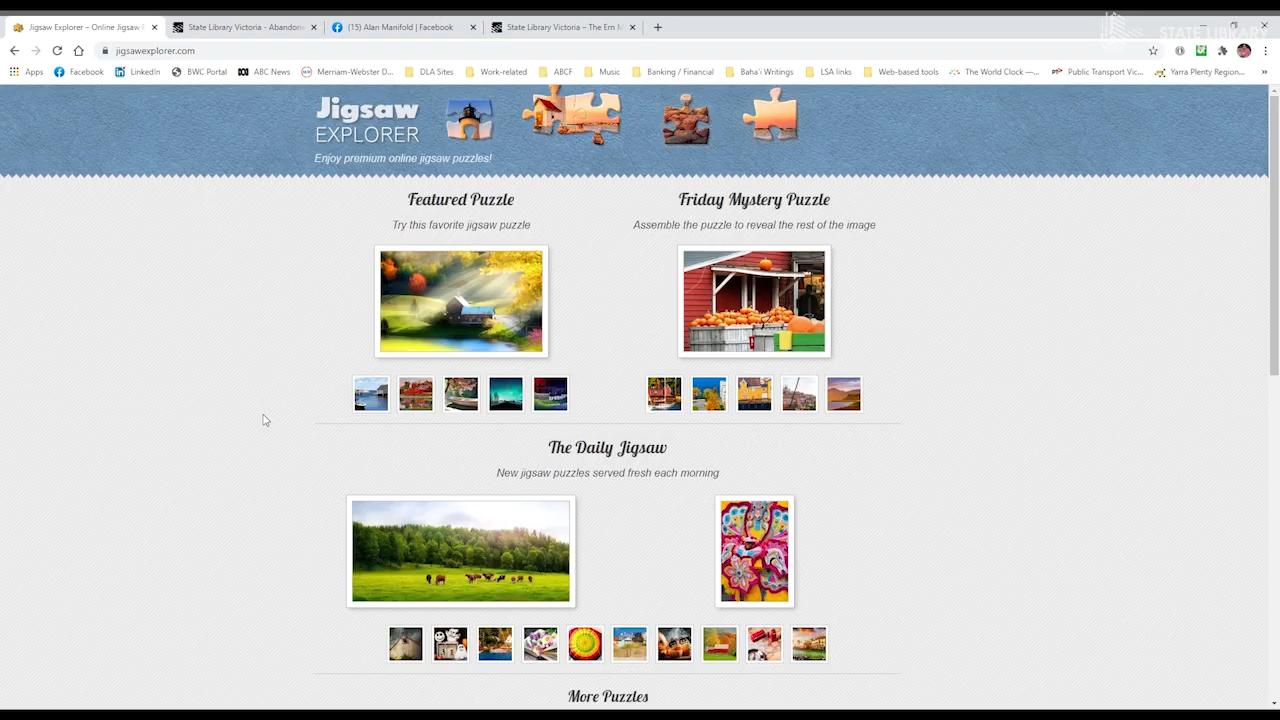 Jigsaw Explorer – Online Jigsaw P
State Library Victoria - Abandone
(15) Alan Manifold | Facebook
State Library Victoria – The Ern M
STATE LIBRARY
jigsawexplorer.com
Apps
Facebook
LinkedIn
BWC Portal
ABC News
Merriam-Webster D...
DLA Sites
Work-related
ABCF
Music
Banking / Financial
Baha'i Writings
LSA links
Web-based tools
The World Clock —...
Public Transport Vic...
Yarra Plenty Region...
Jigsaw
EXPLORER
Enjoy premium online jigsaw puzzles!
Featured Puzzle
Try this favorite jigsaw puzzle
Friday Mystery Puzzle
Assemble the puzzle to reveal the rest of the image
The Daily Jigsaw
New jigsaw puzzles served fresh each morning
More Puzzles